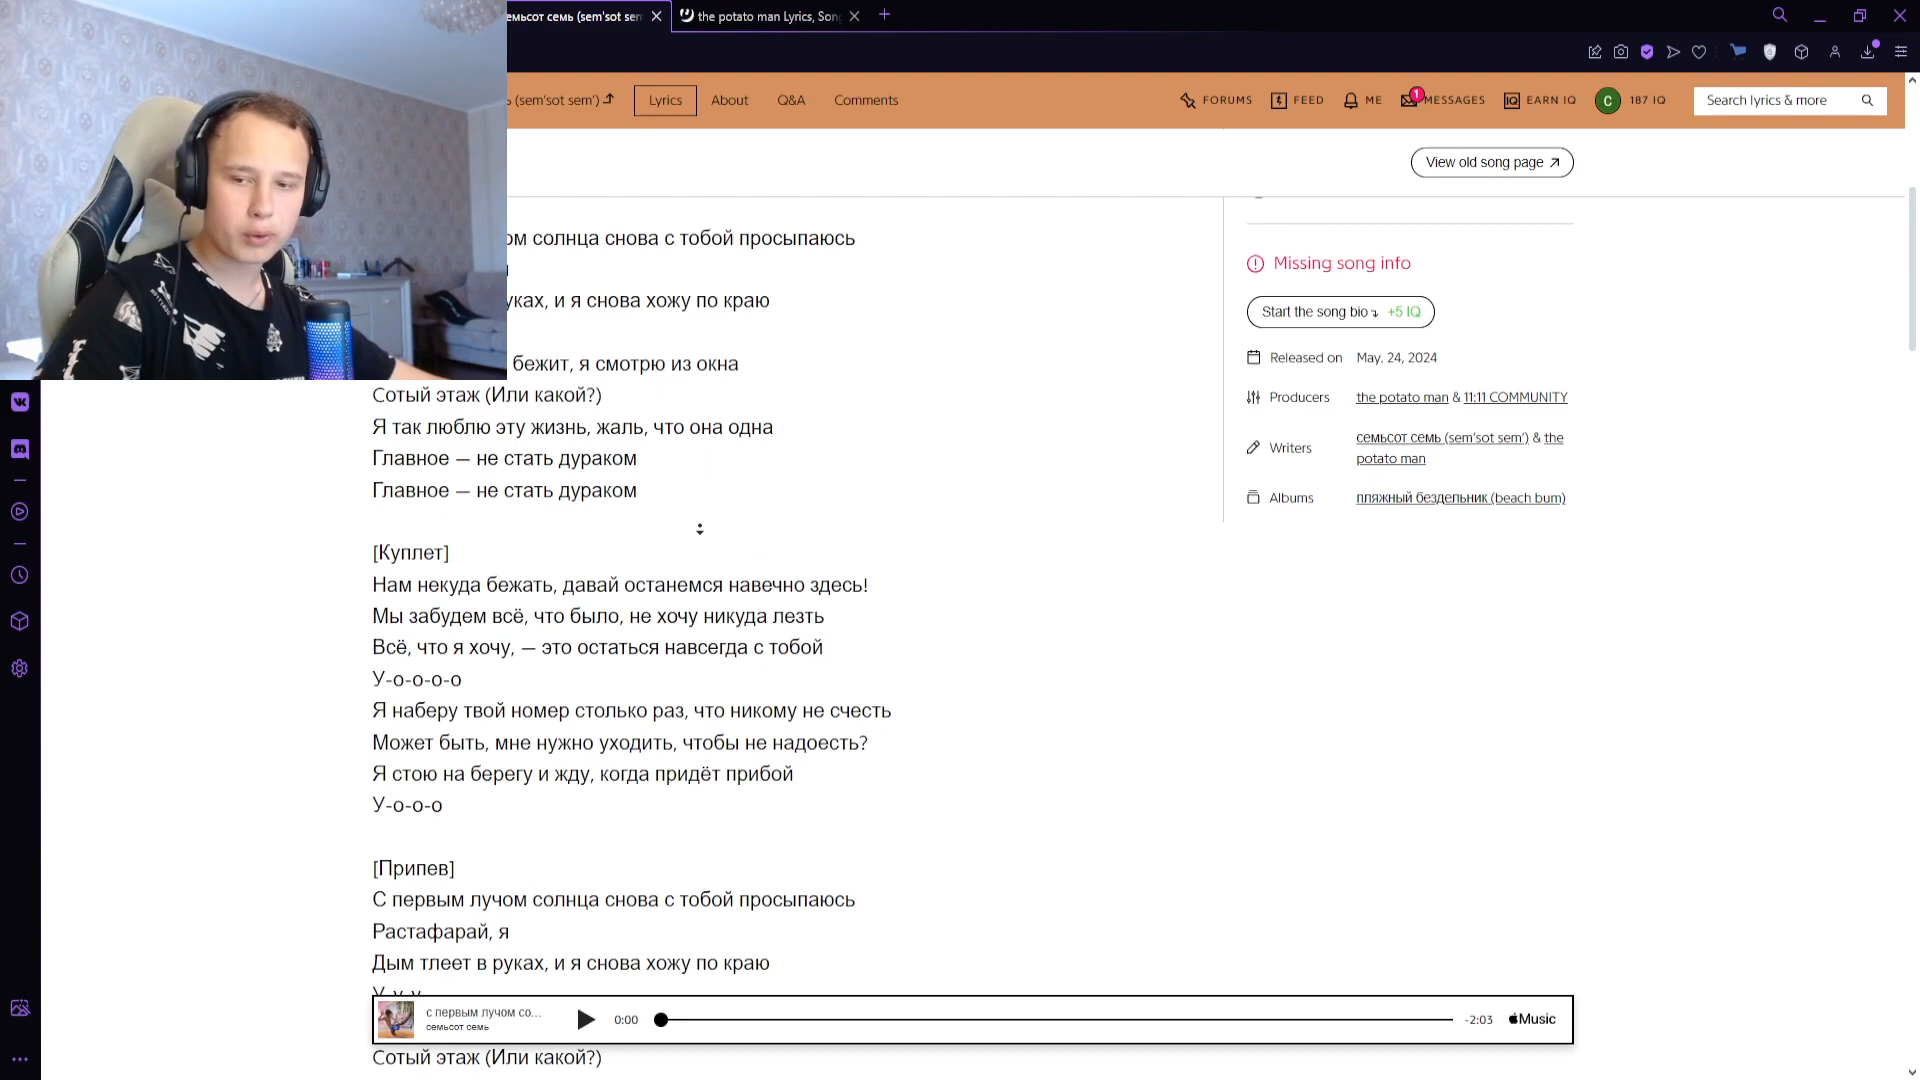 емьсот семь (sem'sot sem
the potato man Lyrics, Song
(sem'sot sem')
Lyrics
About
Q&A
Comments
FORUMS
FEED
ME
1
MESSAGES
EARN IQ
C
187 IQ
Search lyrics & more
View old song page
ом солнца снова с тобой просыпаюсь
уках, и я снова хожу по краю
бежит, я смотрю из окна
Сотый этаж (Или какой?)
Я так люблю эту жизнь, жаль, что она одна
Главное — не стать дураком
Главное — не стать дураком
[Куплет]
Нам некуда бежать, давай останемся навечно здесь!
Мы забудем всё, что было, не хочу никуда лезть
Всё, что я хочу, — это остаться навсегда с тобой
У-о-о-о-о
Я наберу твой номер столько раз, что никому не счесть
Может быть, мне нужно уходить, чтобы не надоесть?
Я стою на берегу и жду, когда придёт прибой
У-о-о-о
[Припев]
С первым лучом солнца снова с тобой просыпаюсь
Растафарай, я
Дым тлеет в руках, и я снова хожу по краю
У-у-у
Missing song info
Start the song bio +5 IQ
Released on May. 24, 2024
Producers the potato man & 11:11 COMMUNITY
Writers семьсот семь (sem'sot sem') & the
potato man
Albums пляжный бездельник (beach bum)
с первым лучом со...
семьсот семь
0:00
-2:03
Music
Сотый этаж (Или какой?)